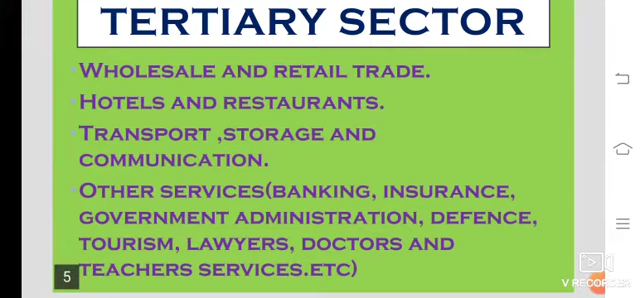 TERTIARY SECTOR
WHOLESALE AND RETAIL TRADE.
HOTELS AND RESTAURANTS.
TRANSPORT ,STORAGE AND
COMMUNICATION.
OTHER SERVICES(BANKING, INSURANCE,
GOVERNMENT ADMINISTRATION, DEFENCE,
TOURISM, LAWYERS, DOCTORS AND
TEACHERS SERVICES.ETC)
5
V RECORDER